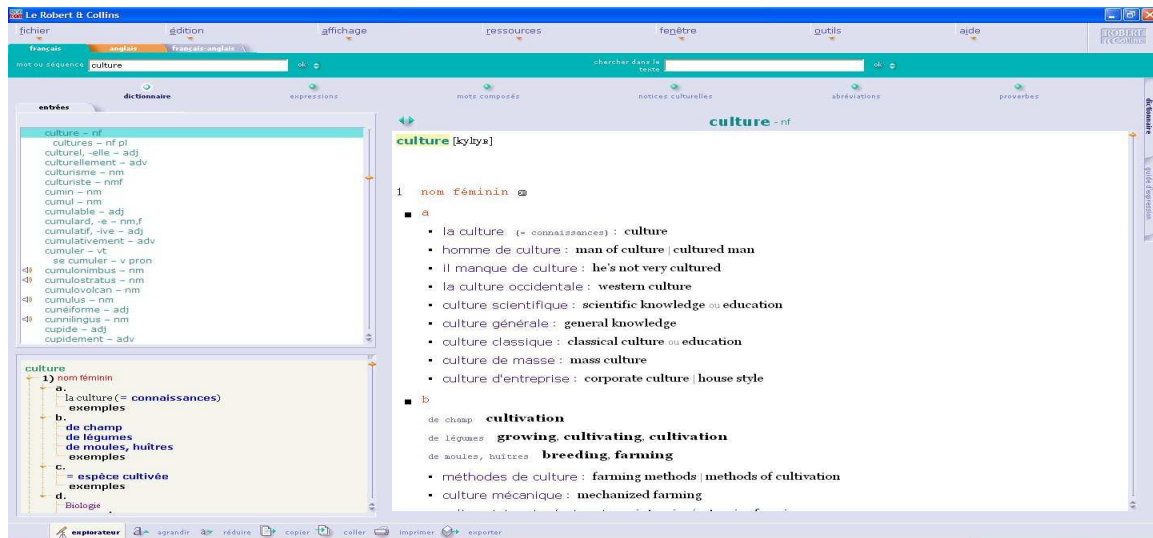 Le Robert & Collins
fichier édition affichage ressources fenêtre outils aide
ROBERT & COLLINS
français anglais français-anglais
mot ou séquence culture ok chercher dans le texte ok
dictionnaire expressions mots composés notices culturelles abréviations proverbes
entrées
culture – nf
cultures – nf pl
culturel, -elle – adj
culturellement – adv
culturisme – nm
culturiste – nmf
cumin – nm
cumul – nm
cumulable – adj
cumulard, -e – nm,f
cumulatif, -ive – adj
cumulativement – adv
cumuler – vt
se cumuler – v pron
cumulonimbus – nm
cumulostratus – nm
cumulovolcan – nm
cumulus – nm
cunéiforme – adj
cunnilingus – nm
cupide – adj
cupidement – adv
culture
1) nom féminin
a.
la culture (= connaissances)
exemples
b.
de champ
de légumes
de moules, huîtres
exemples
c.
= espèce cultivée
exemples
d.
Biologie
culture - nf
culture [kyltyʀ]
1 nom féminin
a
la culture (= connaissances) : culture
homme de culture : man of culture | cultured man
il manque de culture : he's not very cultured
la culture occidentale : western culture
culture scientifique : scientific knowledge ou education
culture générale : general knowledge
culture classique : classical culture ou education
culture de masse : mass culture
culture d'entreprise : corporate culture | house style
b
de champ cultivation
de légumes growing, cultivating, cultivation
de moules, huîtres breeding, farming
méthodes de culture : farming methods | methods of cultivation
culture mécanique : mechanized farming
dictionnaire
guide d'expression
explorateur a+ agrandir a réduire copier coller imprimer exporter